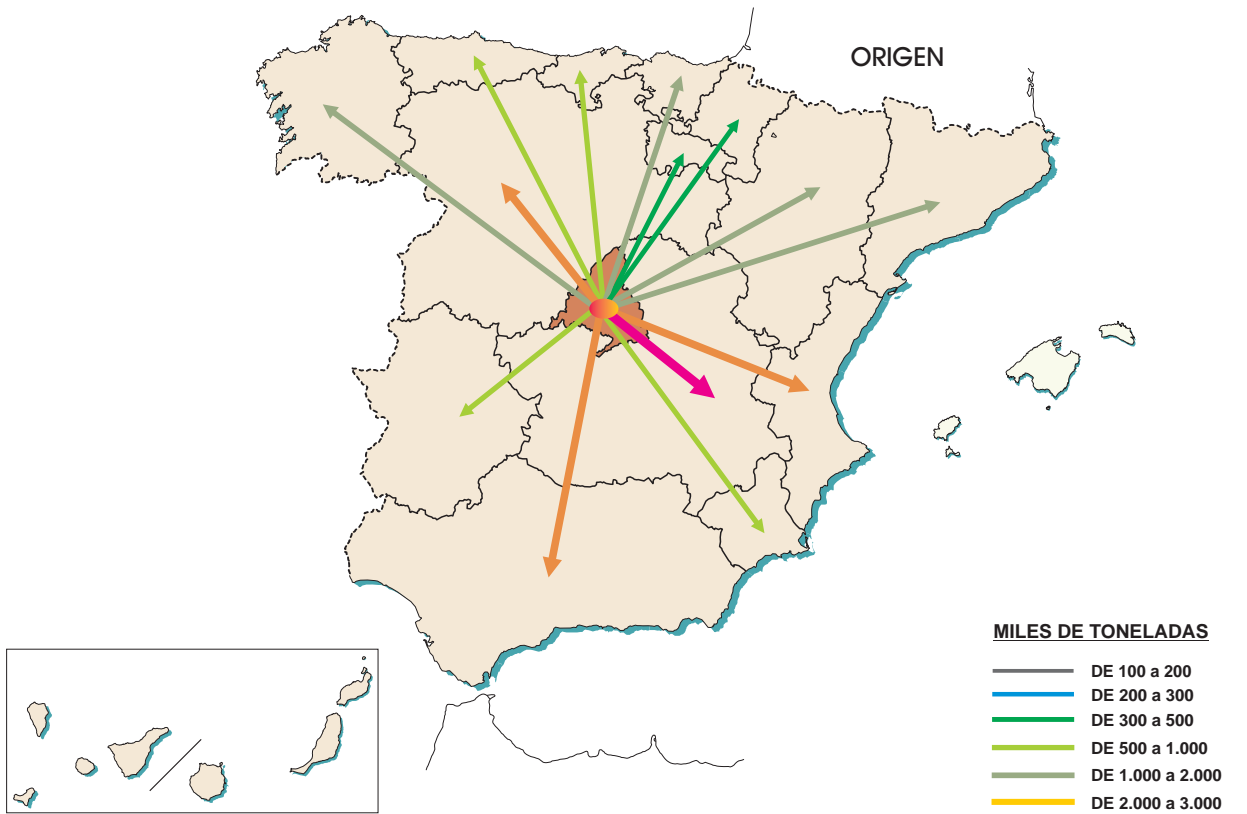 ORIGEN
MILES DE TONELADAS
DE 100 a 200
DE 200 a 300
DE 300 a 500
DE 500 a 1.000
DE 1.000 a 2.000
DE 2.000 a 3.000